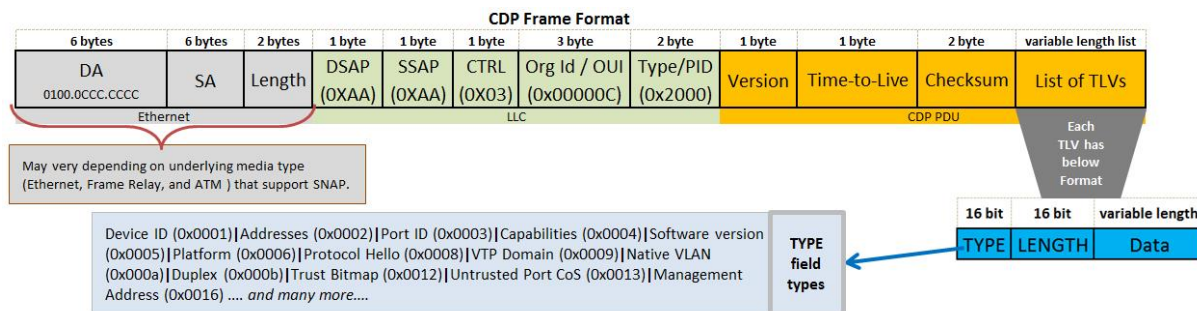 CDP Frame Format
6 bytes 6 bytes 2 bytes 1 byte 1 byte 1 byte 3 byte 2 byte 1 byte 1 byte 2 byte variable length list
DA SA Length DSAP SSAP CTRL Org Id / OUI Type/PID Version Time-to-Live Checksum List of TLVs
0100.0CCC.CCCC (0XAA) (0XAA) (0X03) (0x00000C) (0x2000)
Ethernet LLC CDP PDU
Each
TLV has
below
Format
May very depending on underlying media type
(Ethernet, Frame Relay, and ATM ) that support SNAP.
16 bit 16 bit variable length
TYPE LENGTH Data
Device ID (0x0001)|Addresses (0x0002)|Port ID (0x0003)|Capabilities (0x0004)|Software version
(0x0005)|Platform (0x0006)|Protocol Hello (0x0008)|VTP Domain (0x0009)|Native VLAN
(0x000a)|Duplex (0x000b)|Trust Bitmap (0x0012)|Untrusted Port CoS (0x0013)|Management
Address (0x0016) .... and many more....
TYPE
field
types